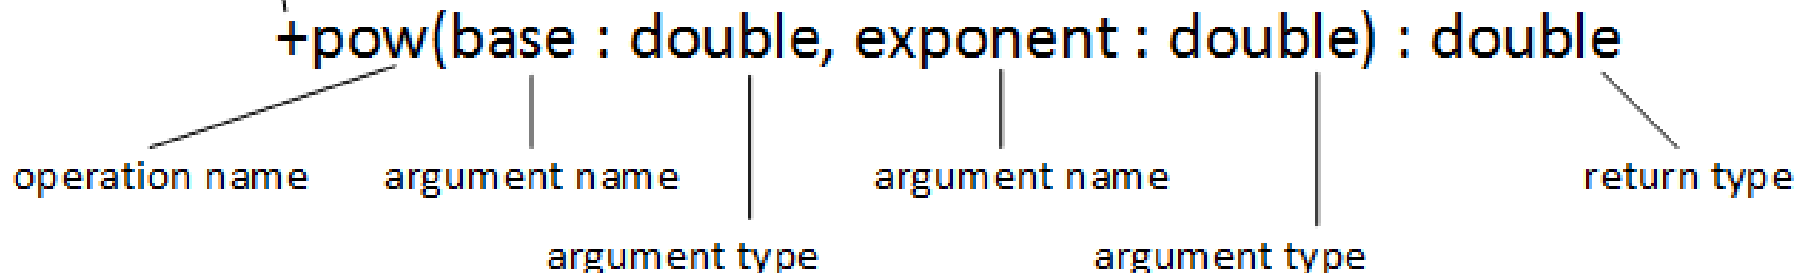 +pow(base : double, exponent : double) : double
operation name argument name argument name return type
argument type argument type